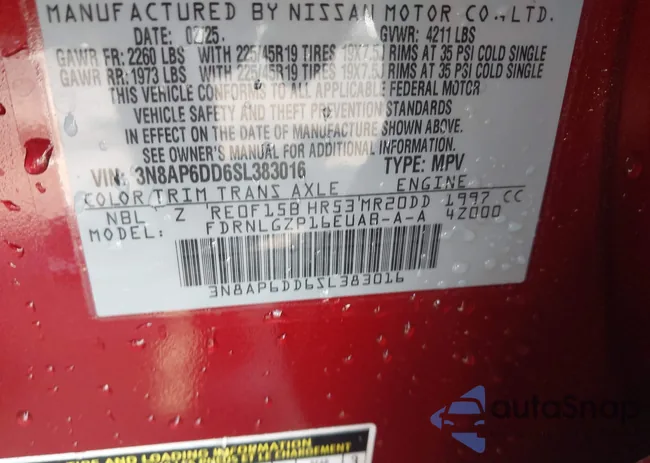 MANUFACTURED BY NISSAN MOTOR CO., LTD.
DATE: 02/25. GVWR: 4211 LBS
GAWR FR: 2260 LBS WITH 225/45R19 TIRES 19X7.5J RIMS AT 35 PSI COLD SINGLE
GAWR RR: 1973 LBS WITH 225/45R19 TIRES 19X7.5J RIMS AT 35 PSI COLD SINGLE
THIS VEHICLE CONFORMS TO ALL APPLICABLE FEDERAL MOTOR
VEHICLE SAFETY AND THEFT PREVENTION STANDARDS
IN EFFECT ON THE DATE OF MANUFACTURE SHOWN ABOVE.
SEE OWNER'S MANUAL FOR ADDITIONAL INFORMATION.
VIN: 3N8AP6DD6SL383016 TYPE: MPV
COLOR TRIM TRANS AXLE ENGINE
NBL Z RE0F15B HR53 MR20DD 1997 CC
MODEL: FDRNLGZP16EUAB-A-A 4Z000
3N8AP6DD6SL383016
autoSnap
TIRE AND LOADING INFORMATION